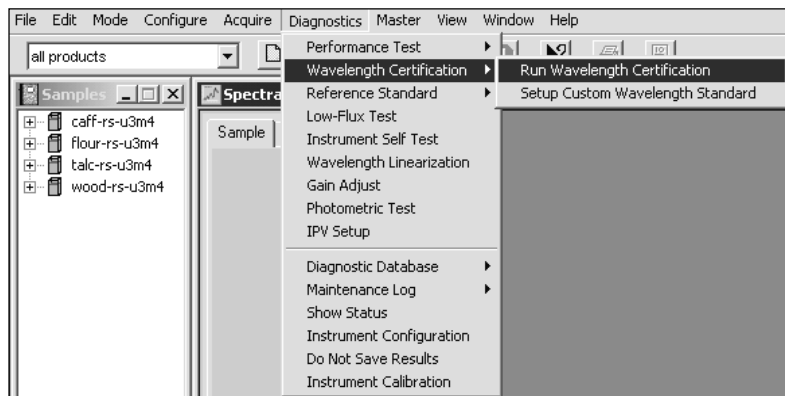 File Edit Mode Configure Acquire Diagnostics Master View Window Help
all products
Samples
caff-rs-u3m4
flour-rs-u3m4
talc-rs-u3m4
wood-rs-u3m4
Spectra
Sample
Performance Test
Wavelength Certification
Reference Standard
Low-Flux Test
Instrument Self Test
Wavelength Linearization
Gain Adjust
Photometric Test
IPV Setup
Diagnostic Database
Maintenance Log
Show Status
Instrument Configuration
Do Not Save Results
Instrument Calibration
Run Wavelength Certification
Setup Custom Wavelength Standard